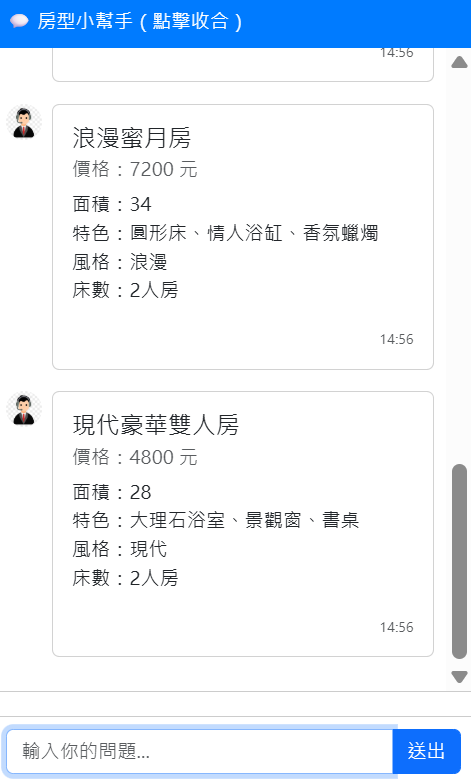 房型小幫手 ( 點擊收合 )
14:56
浪漫蜜月房
價格：7200 元
面積：34
特色：圓形床、情人浴缸、香氛蠟燭
風格：浪漫
床數：2人房
14:56
現代豪華雙人房
價格：4800 元
面積：28
特色：大理石浴室、景觀窗、書桌
風格：現代
床數：2人房
14:56
輸入你的問題...
送出